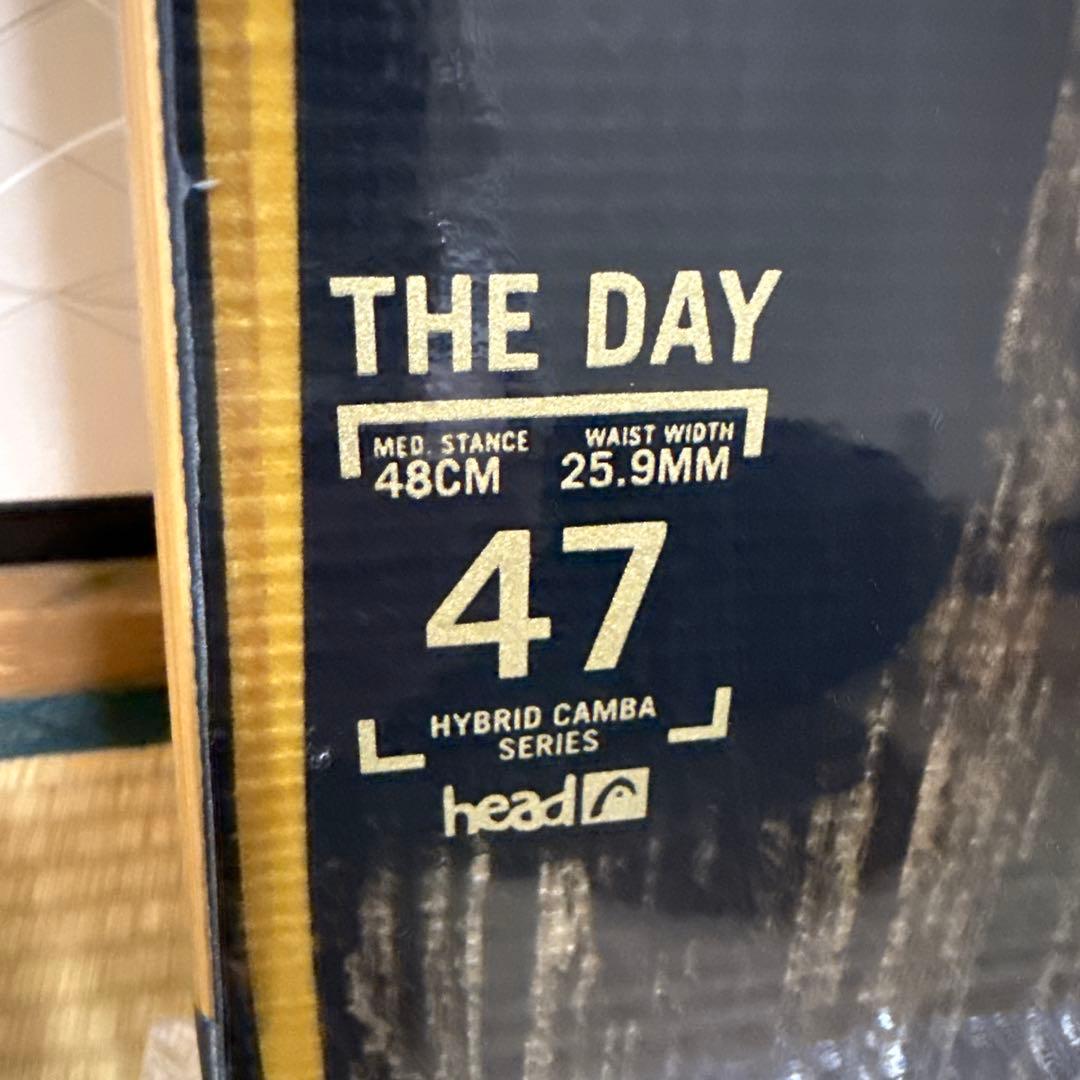 THE DAY
MED. STANCE WAIST WIDTH
48CM 25.9MM
47
HYBRID CAMBA
SERIES
head